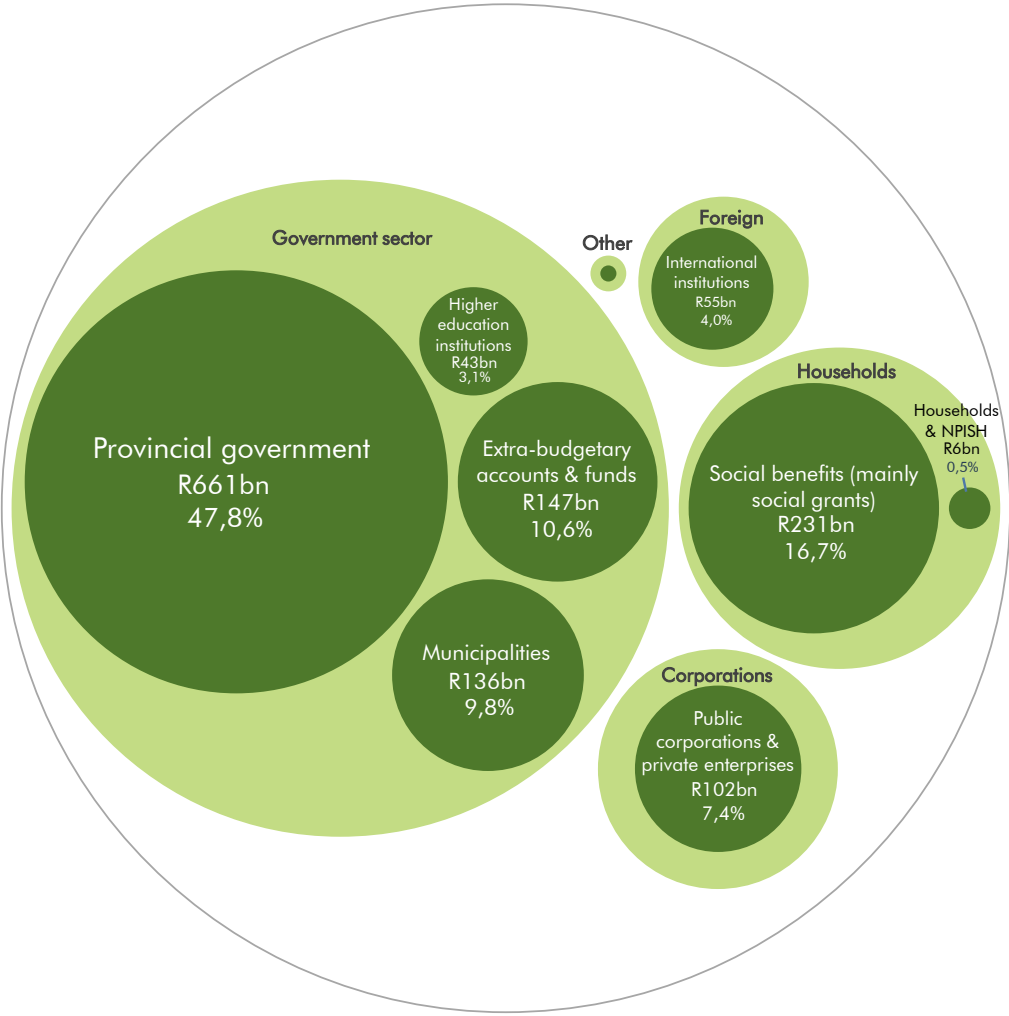 Government sector
Provincial government
R661bn
47,8%
Higher
education
institutions
R43bn
3,1%
Extra-budgetary
accounts & funds
R147bn
10,6%
Municipalities
R136bn
9,8%
Other
Foreign
International
institutions
R55bn
4,0%
Households
Social benefits (mainly
social grants)
R231bn
16,7%
Households
& NPISH
R6bn
0,5%
Corporations
Public
corporations &
private enterprises
R102bn
7,4%